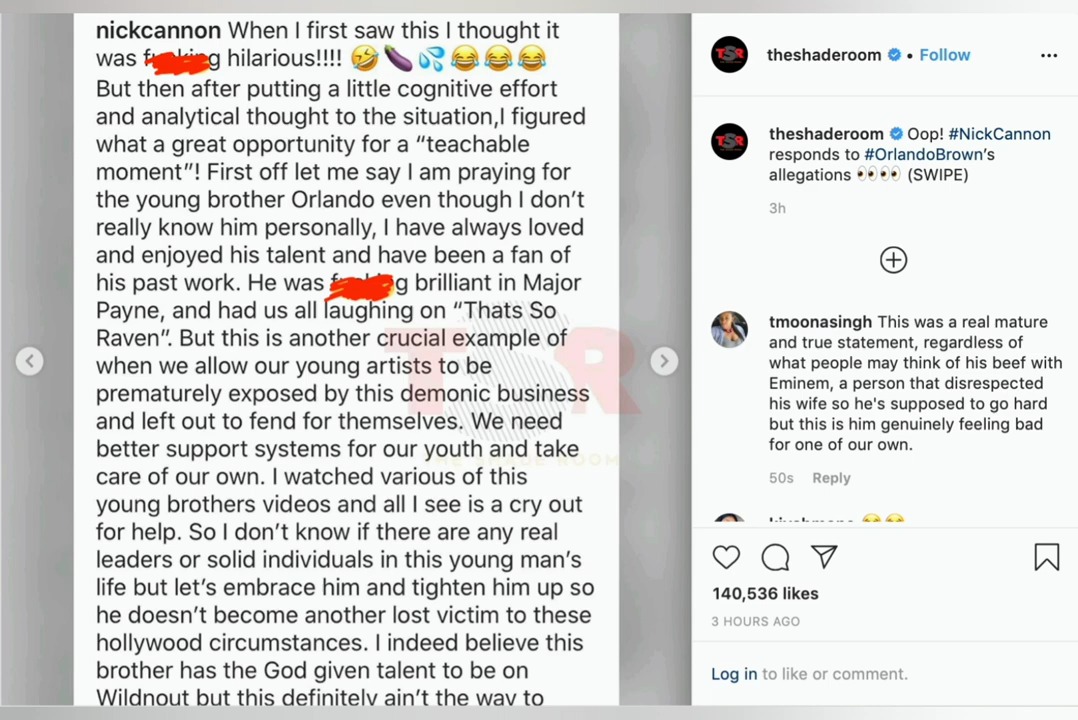 nickcannon When I first saw this I thought it
was g hilarious!!!! 🤣🍆💦😂😂😂
But then after putting a little cognitive effort
and analytical thought to the situation,I figured
what a great opportunity for a “teachable
moment”! First off let me say I am praying for
the young brother Orlando even though I don’t
really know him personally, I have always loved
and enjoyed his talent and have been a fan of
his past work. He was g brilliant in Major
Payne, and had us all laughing on “Thats So
Raven”. But this is another crucial example of
when we allow our young artists to be
prematurely exposed by this demonic business
and left out to fend for themselves. We need
better support systems for our youth and take
care of our own. I watched various of this
young brothers videos and all I see is a cry out
for help. So I don’t know if there are any real
leaders or solid individuals in this young man’s
life but let’s embrace him and tighten him up so
he doesn’t become another lost victim to these
hollywood circumstances. I indeed believe this
brother has the God given talent to be on
Wildnout but this definitely ain’t the way to
TSR
THE SHADE ROOM
TSR
theshaderoom • Follow
TSR
theshaderoom Oop! #NickCannon
responds to #OrlandoBrown’s
allegations 👀👀 (SWIPE)
3h
tmoonasingh This was a real mature
and true statement, regardless of
what people may think of his beef with
Eminem, a person that disrespected
his wife so he's supposed to go hard
but this is him genuinely feeling bad
for one of our own.
50s Reply
😂😂
140,536 likes
3 HOURS AGO
Log in to like or comment.